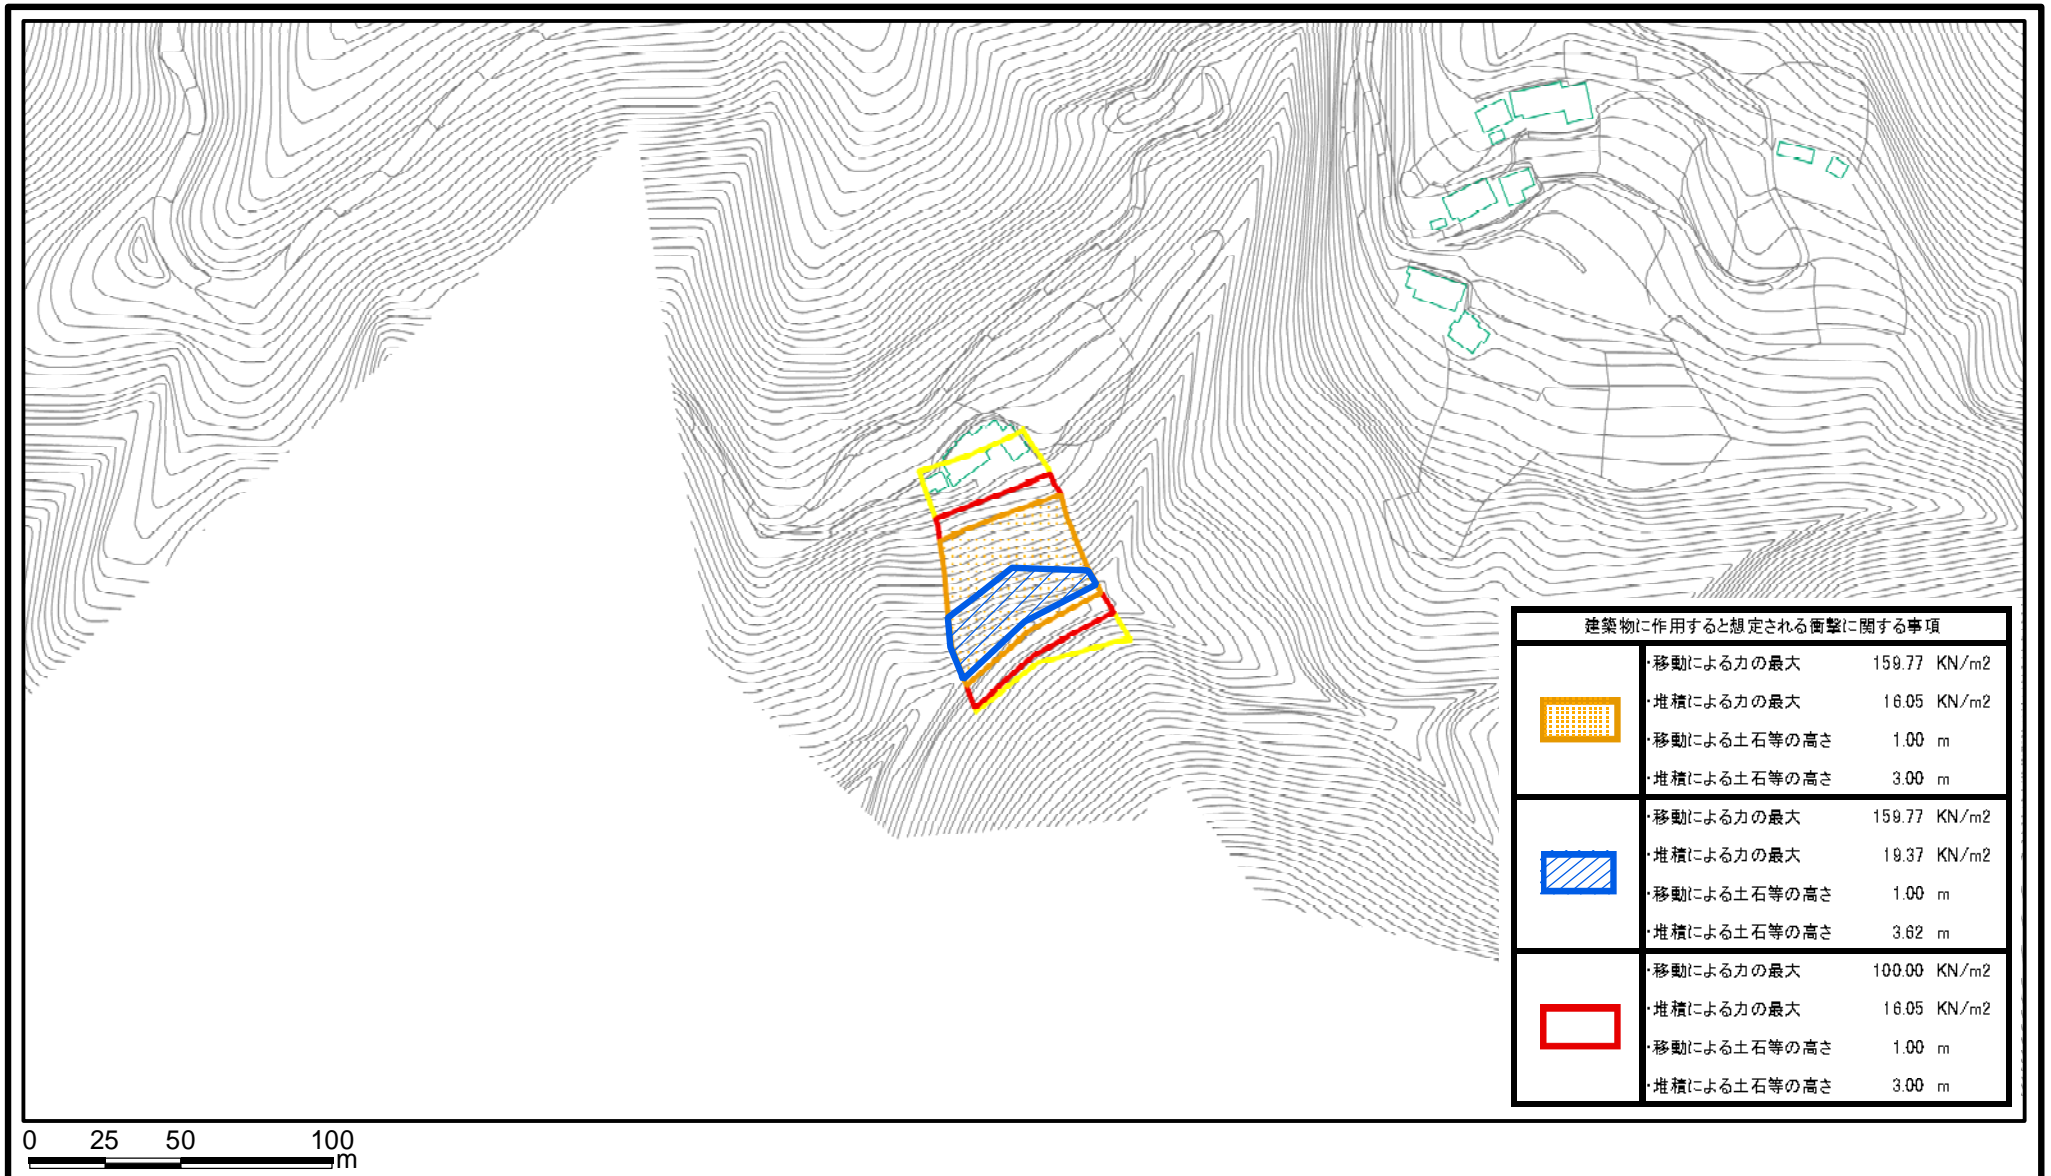 建築物に作用すると想定される衝撃に関する事項
・移動による力の最大 159.77 KN/m2
・堆積による力の最大 16.05 KN/m2
・移動による土石等の高さ 1.00 m
・堆積による土石等の高さ 3.00 m
・移動による力の最大 159.77 KN/m2
・堆積による力の最大 19.37 KN/m2
・移動による土石等の高さ 1.00 m
・堆積による土石等の高さ 3.62 m
・移動による力の最大 100.00 KN/m2
・堆積による力の最大 16.05 KN/m2
・移動による土石等の高さ 1.00 m
・堆積による土石等の高さ 3.00 m
0 25 50 100
m